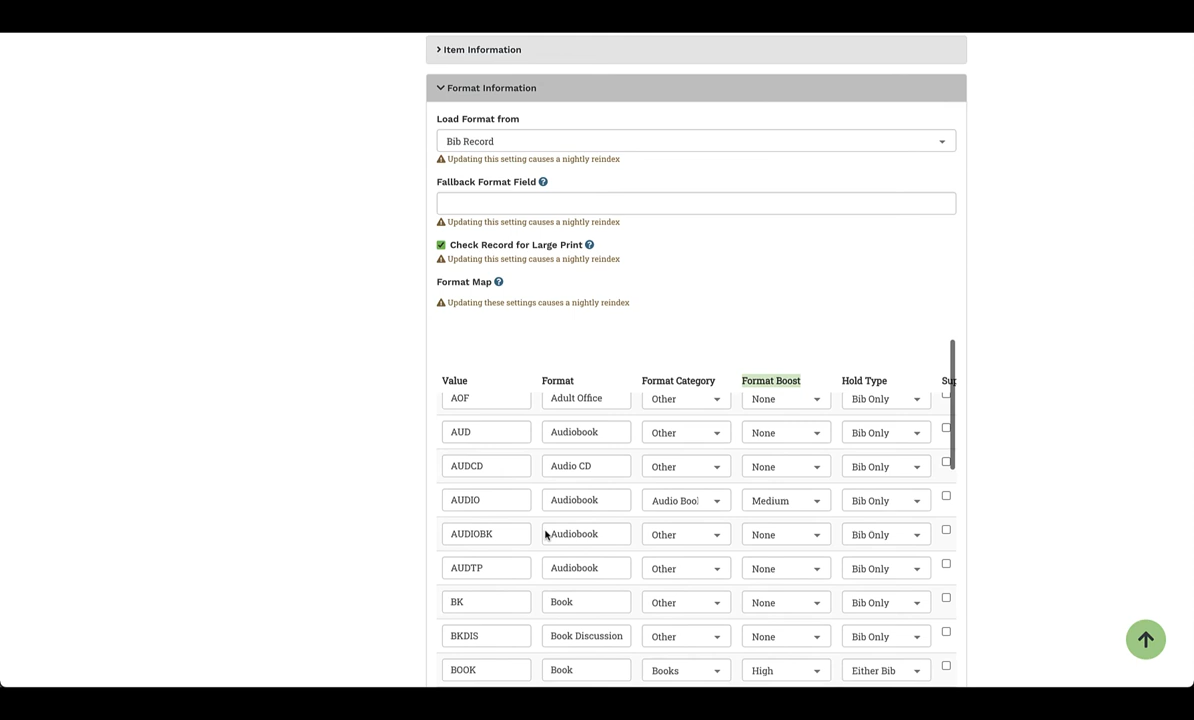 Item Information
Format Information
Load Format from
Bib Record
Updating this setting causes a nightly reindex
Fallback Format Field
Updating this setting causes a nightly reindex
Check Record for Large Print
Updating this setting causes a nightly reindex
Format Map
Updating these settings causes a nightly reindex
Value Format Format Category Format Boost Hold Type Sup
AOF Adult Office Other None Bib Only
AUD Audiobook Other None Bib Only
AUDCD Audio CD Other None Bib Only
AUDIO Audiobook Audio Bool Medium Bib Only
AUDIOBK Audiobook Other None Bib Only
AUDTP Audiobook Other None Bib Only
BK Book Other None Bib Only
BKDIS Book Discussion Other None Bib Only
BOOK Book Books High Either Bib